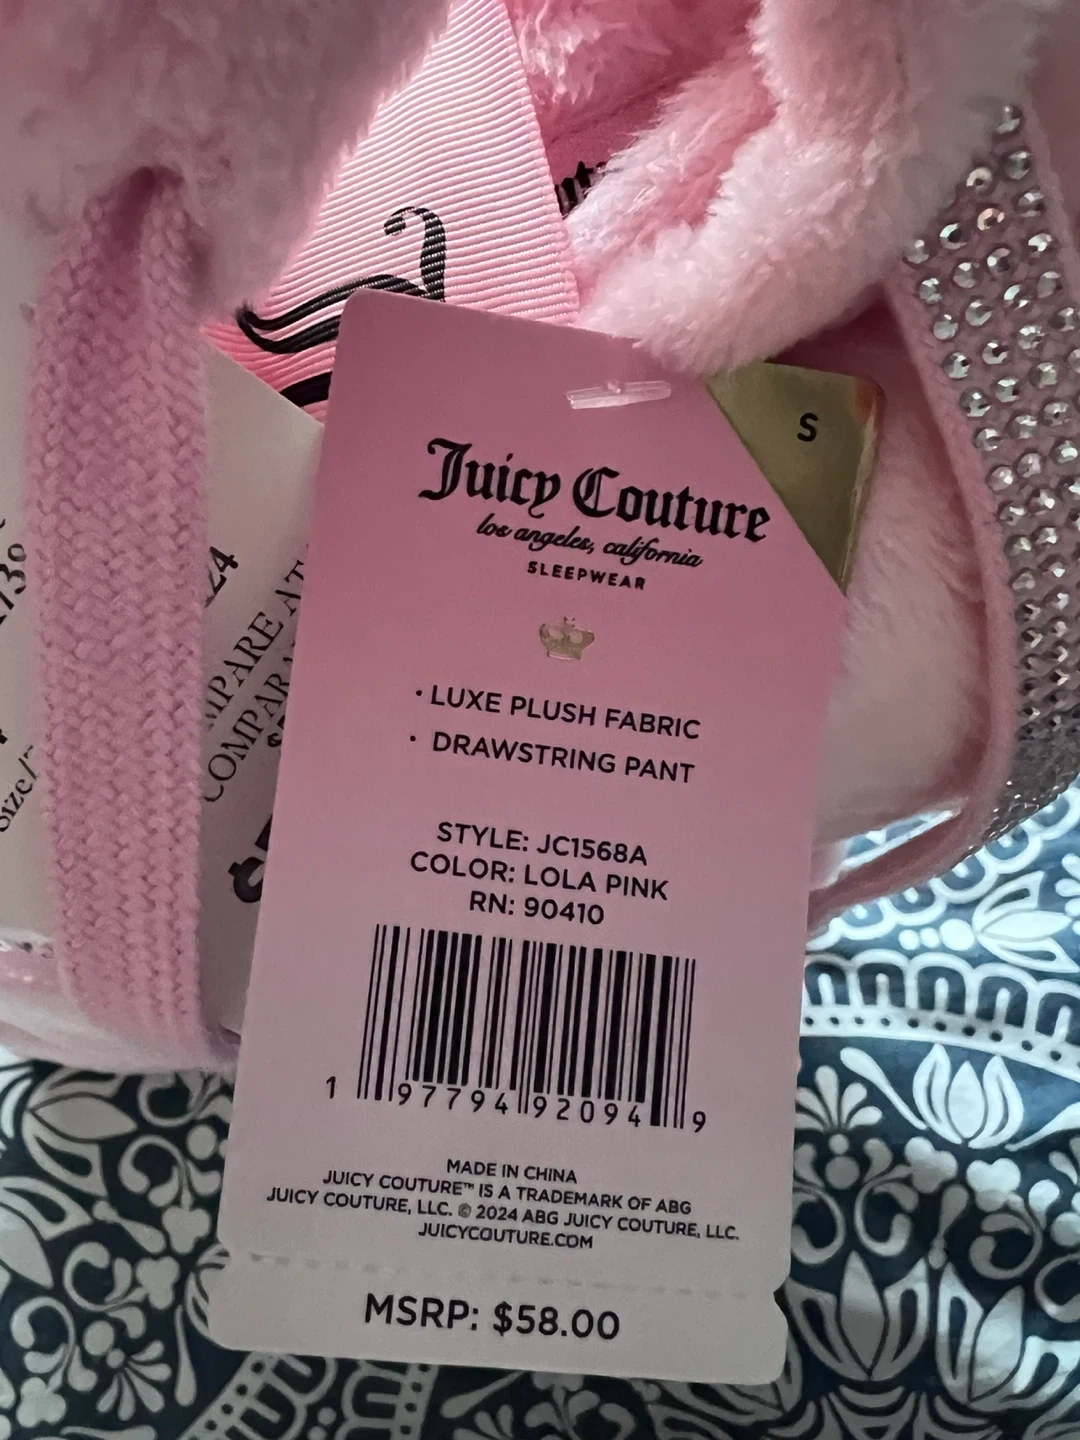 S
Juicy Couture
los angeles, california
SLEEPWEAR
· LUXE PLUSH FABRIC
· DRAWSTRING PANT
STYLE: JC1568A
COLOR: LOLA PINK
RN: 90410
1 97794 92094 9
MADE IN CHINA
JUICY COUTURE™ IS A TRADEMARK OF ABG
JUICY COUTURE, LLC. © 2024 ABG JUICY COUTURE, LLC.
JUICYCOUTURE.COM
MSRP: $58.00
Size/